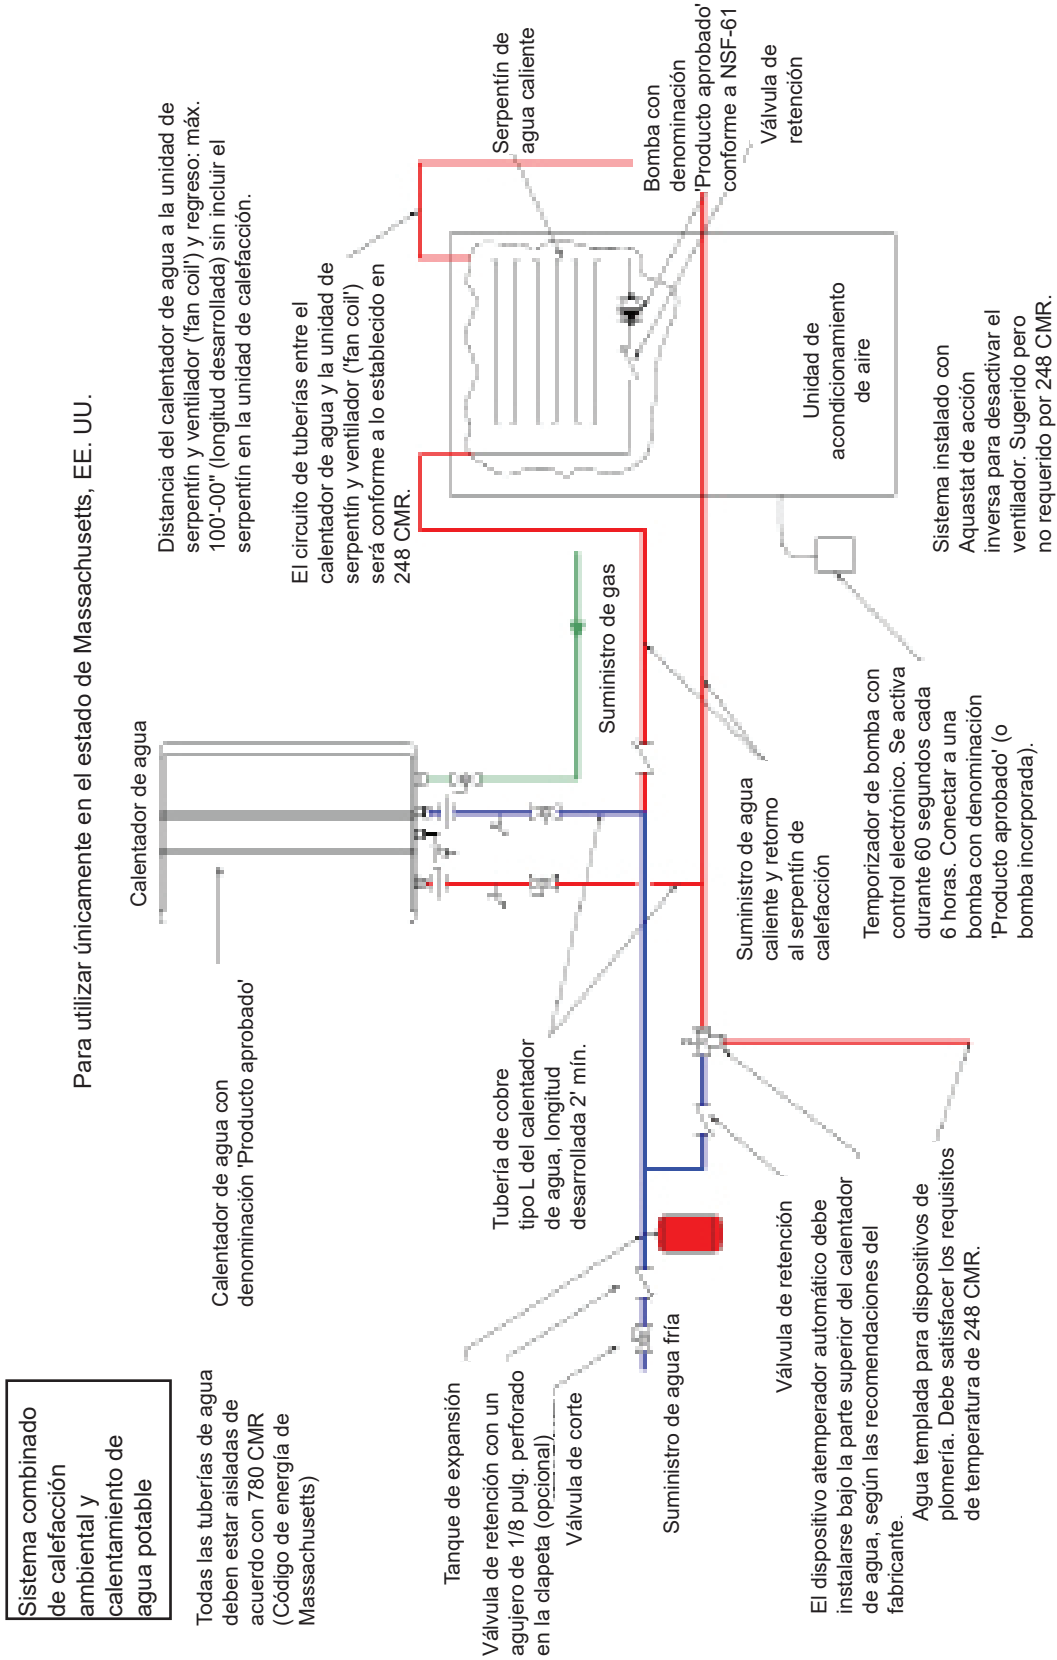 Para utilizar únicamente en el estado de Massachusetts, EE. UU.
Sistema combinado
de calefacción
ambiental y
calentamiento de
agua potable
Todas las tuberías de agua
deben estar aisladas de
acuerdo con 780 CMR
(Código de energía de
Massachusetts)
Calentador de agua con
denominación 'Producto aprobado'
Calentador de agua
Distancia del calentador de agua a la unidad de
serpentín y ventilador ('fan coil') y regreso: máx.
100'-00" (longitud desarrollada) sin incluir el
serpentín en la unidad de calefacción.
El circuito de tuberías entre el
calentador de agua y la unidad de
serpentín y ventilador ('fan coil')
será conforme a lo establecido en
248 CMR.
Serpentín de
agua caliente
Bomba con
denominación
'Producto aprobado'
conforme a NSF-61
Válvula de
retención
Suministro de gas
Tubería de cobre
tipo L del calentador
de agua, longitud
desarrollada 2' mín.
Tanque de expansión
Válvula de retención con un
agujero de 1/8 pulg. perforado
en la clapeta (opcional)
Válvula de corte
Suministro de agua fría
Válvula de retención
El dispositivo atemperador automático debe
instalarse bajo la parte superior del calentador
de agua, según las recomendaciones del
fabricante.
Agua templada para dispositivos de
plomería. Debe satisfacer los requisitos
de temperatura de 248 CMR.
Suministro de agua
caliente y retorno
al serpentín de
calefacción
Temporizador de bomba con
control electrónico. Se activa
durante 60 segundos cada
6 horas. Conectar a una
bomba con denominación
'Producto aprobado' (o
bomba incorporada).
Unidad de
acondicionamiento
de aire
Sistema instalado con
Aquastat de acción
inversa para desactivar el
ventilador. Sugerido pero
no requerido por 248 CMR.